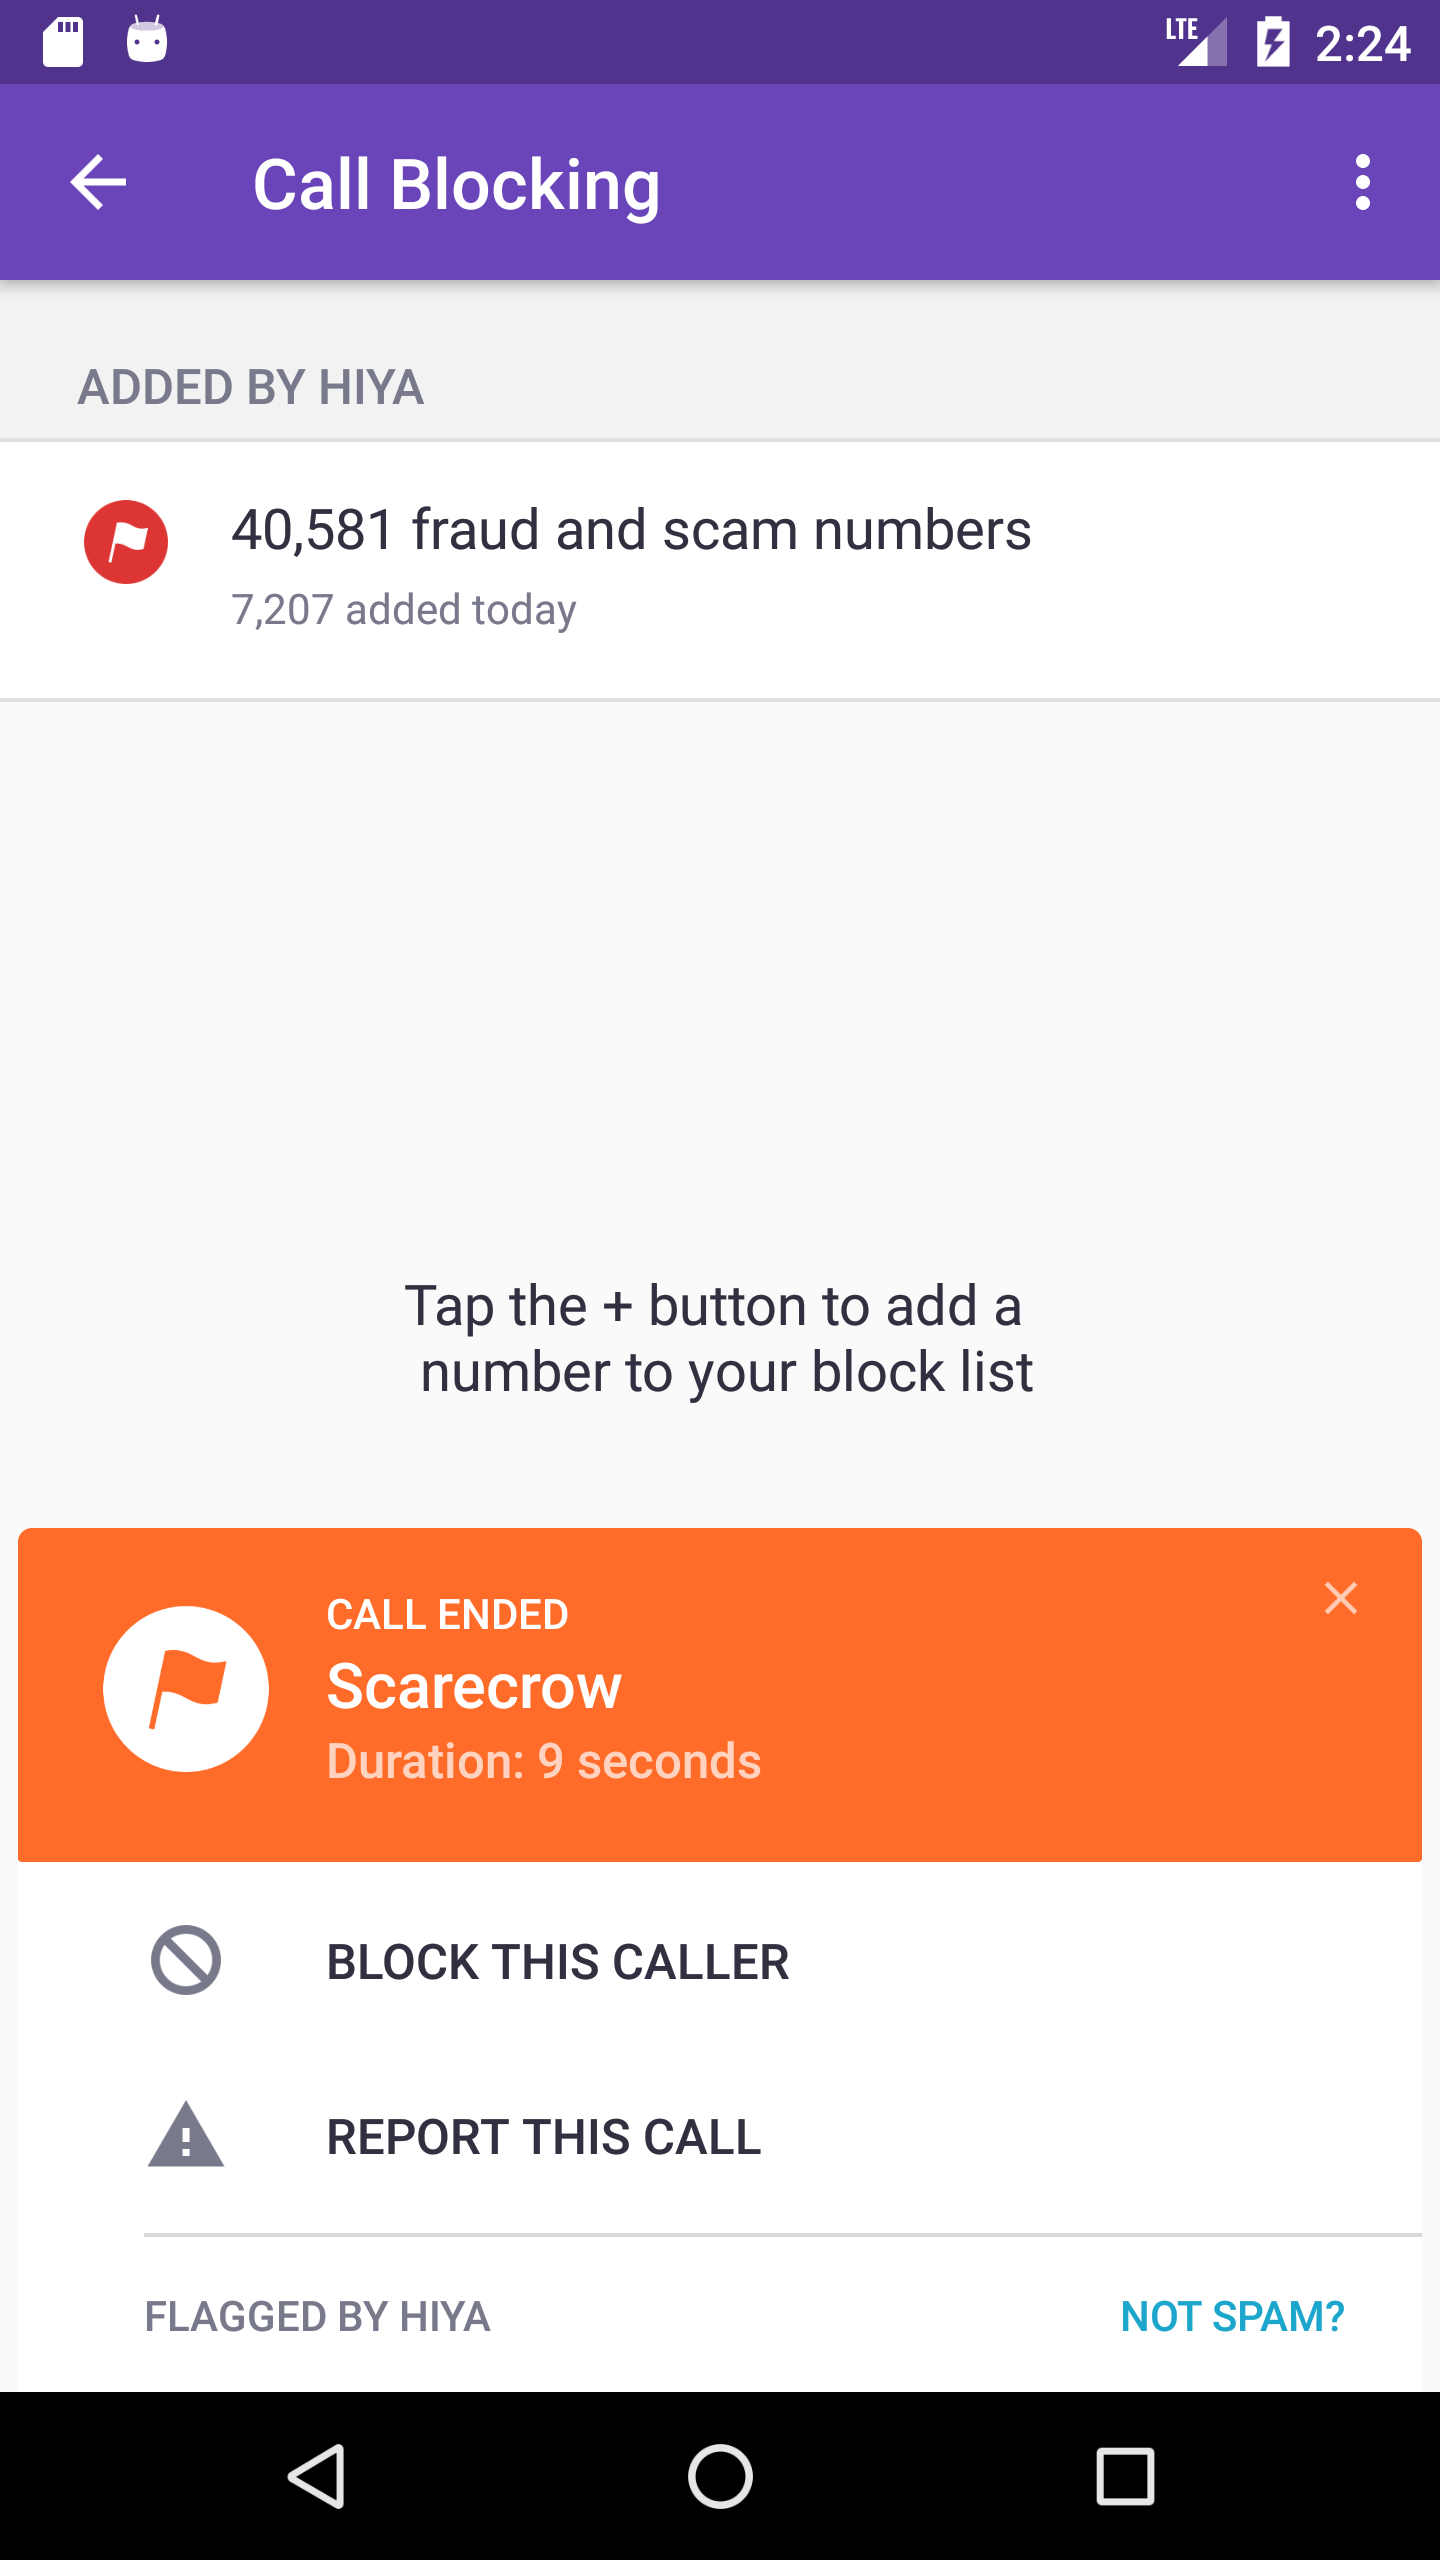 LTE 2:24
Call Blocking
ADDED BY HIYA
40,581 fraud and scam numbers
7,207 added today
Tap the + button to add a
number to your block list
CALL ENDED
Scarecrow
Duration: 9 seconds
BLOCK THIS CALLER
REPORT THIS CALL
FLAGGED BY HIYA NOT SPAM?